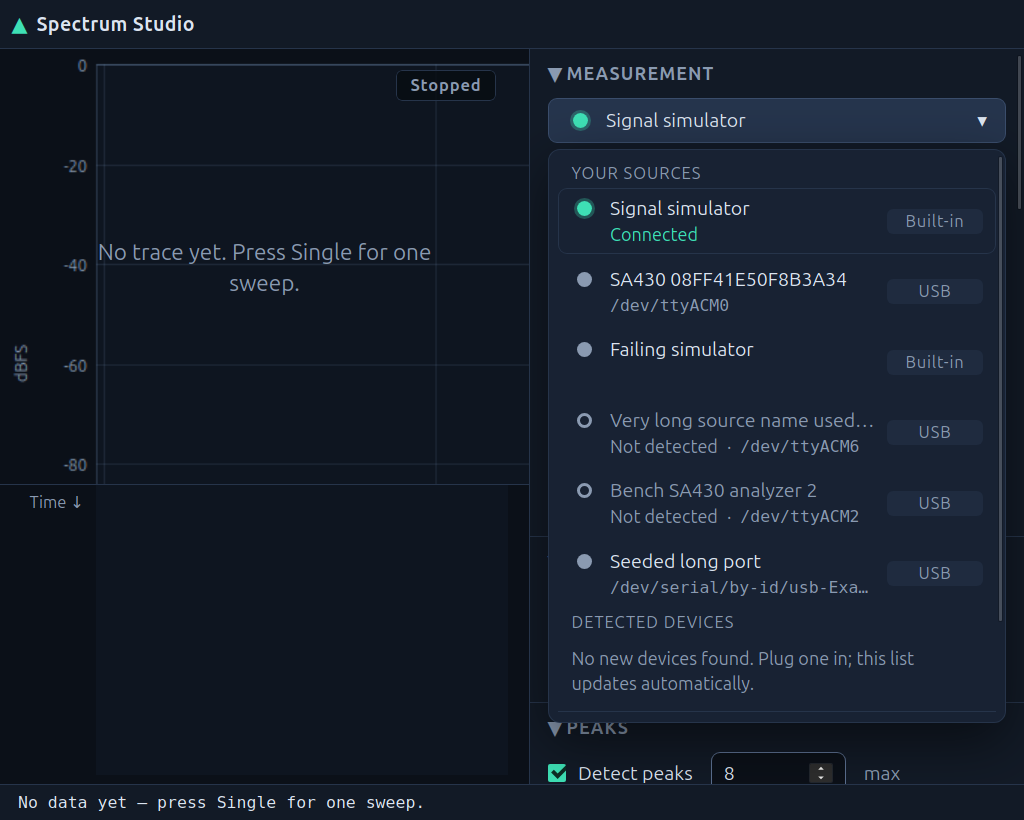 Spectrum Studio
0
-20
-40
-60
-80
dBFS
Stopped
No trace yet. Press Single for one
sweep.
Time ↓
▼ MEASUREMENT
Signal simulator ▼
YOUR SOURCES
Signal simulator
Connected
Built-in
SA430 08FF41E50F8B3A34
/dev/ttyACM0
USB
Failing simulator
Built-in
Very long source name used…
Not detected · /dev/ttyACM6
USB
Bench SA430 analyzer 2
Not detected · /dev/ttyACM2
USB
Seeded long port
/dev/serial/by-id/usb-Exa…
USB
DETECTED DEVICES
No new devices found. Plug one in; this list
updates automatically.
▼ PEAKS
Detect peaks 8 max
No data yet — press Single for one sweep.